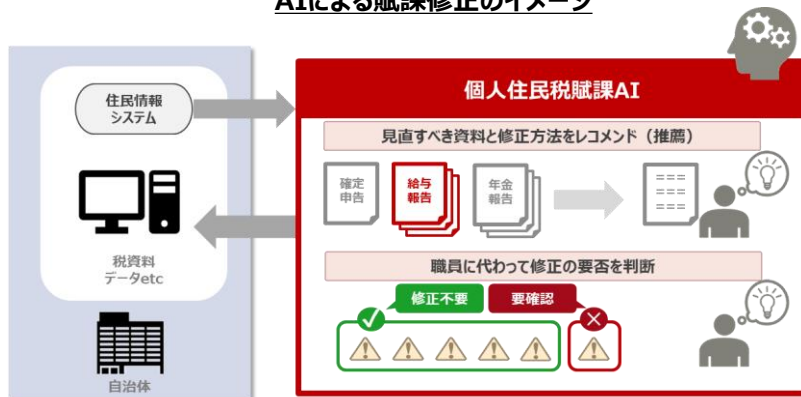 AIによる賦課修正のイメージ
住民情報
システム
税資料
データetc
自治体
個人住民税賦課AI
見直すべき資料と修正方法をレコメンド（推薦）
確定
申告
給与
報告
年金
報告
職員に代わって修正の要否を判断
修正不要
要確認